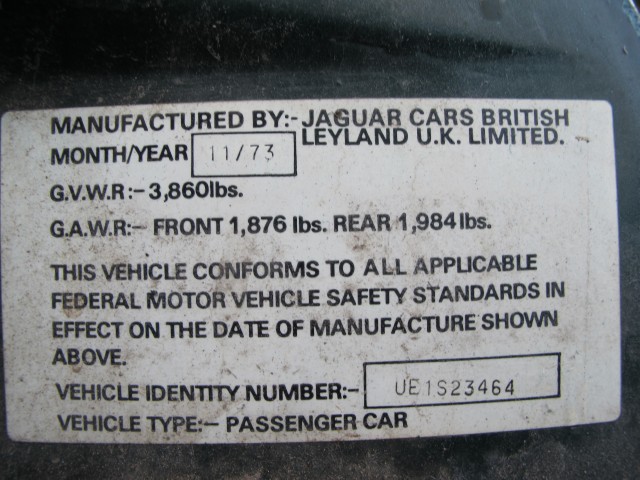 MANUFACTURED BY:- JAGUAR CARS BRITISH
LEYLAND U.K. LIMITED.
MONTH/YEAR 11/73
G.V.W.R:- 3,860lbs.
G.A.W.R:- FRONT 1,876 lbs. REAR 1,984 lbs.
THIS VEHICLE CONFORMS TO ALL APPLICABLE
FEDERAL MOTOR VEHICLE SAFETY STANDARDS IN
EFFECT ON THE DATE OF MANUFACTURE SHOWN
ABOVE.
VEHICLE IDENTITY NUMBER:- UE1S23464
VEHICLE TYPE:- PASSENGER CAR